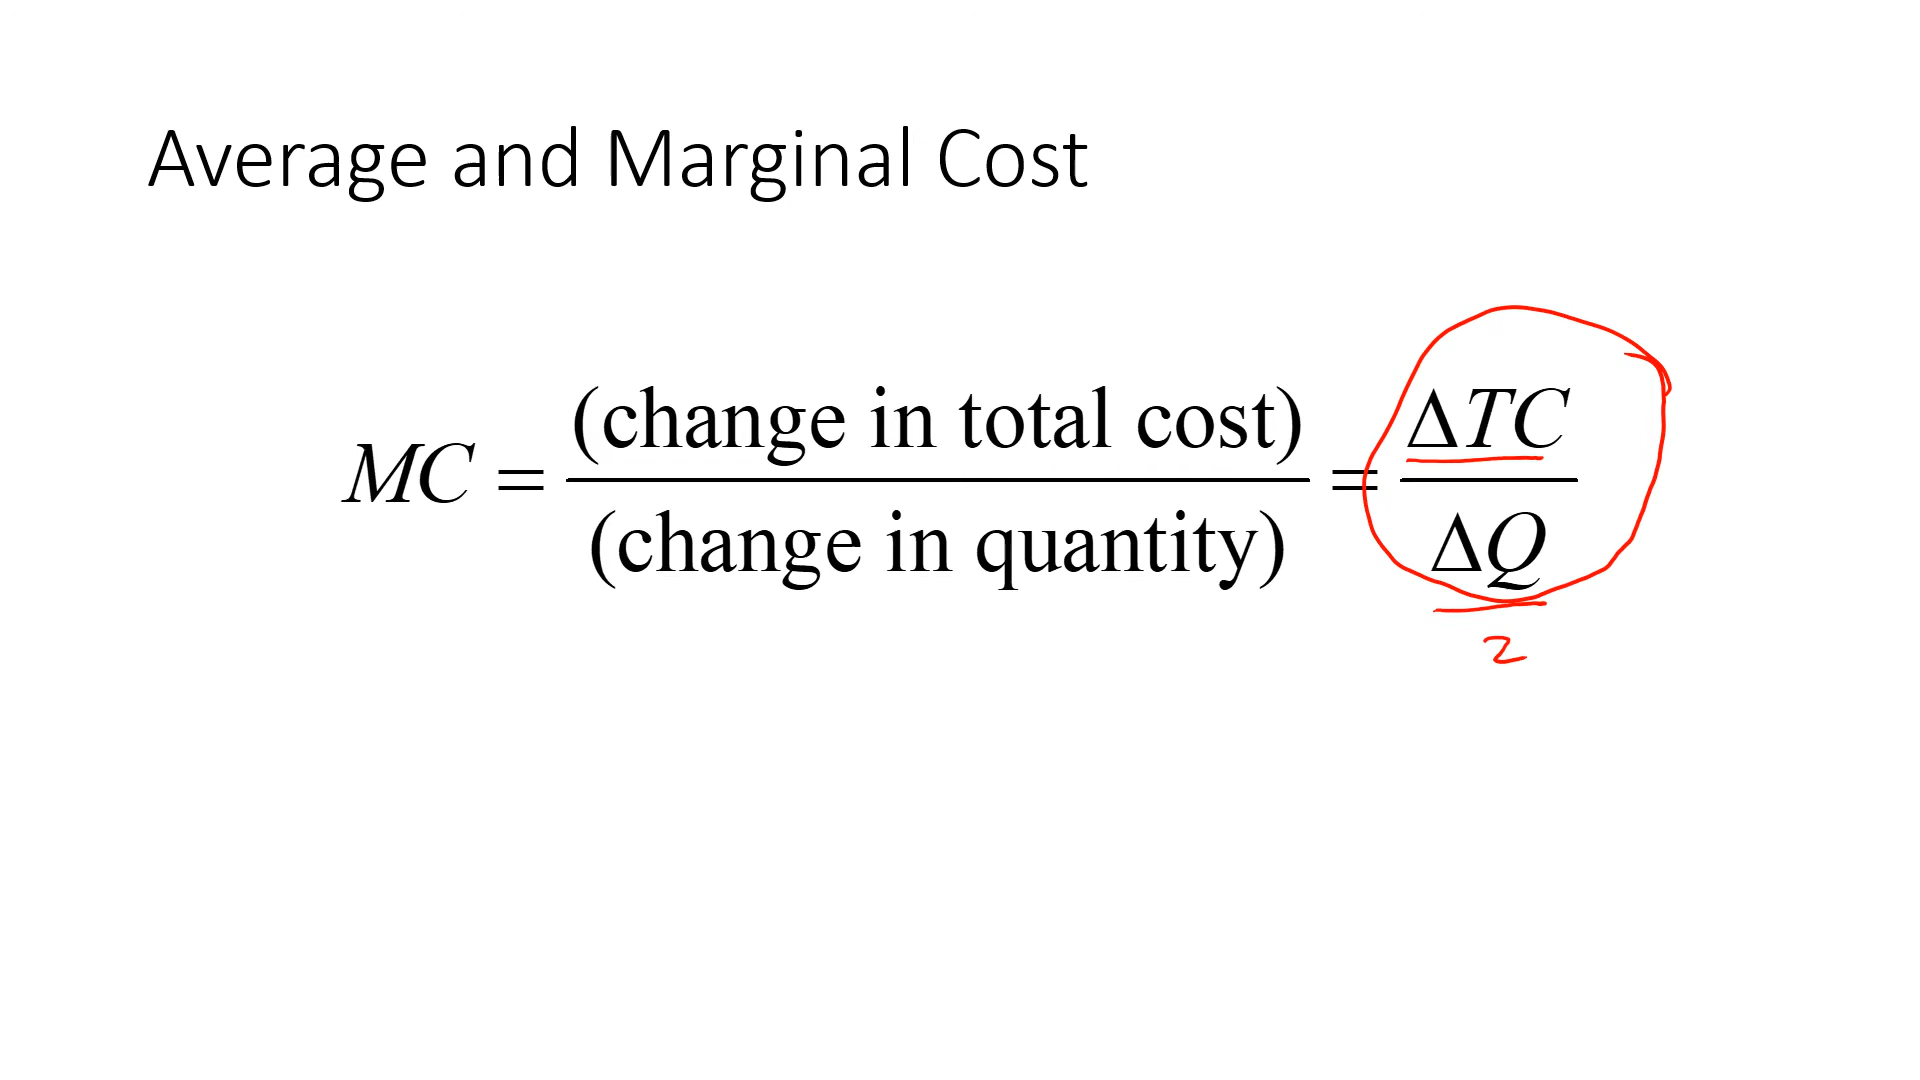 Average and Marginal Cost
MC = (change in total cost) / (change in quantity) = ΔTC / ΔQ
2